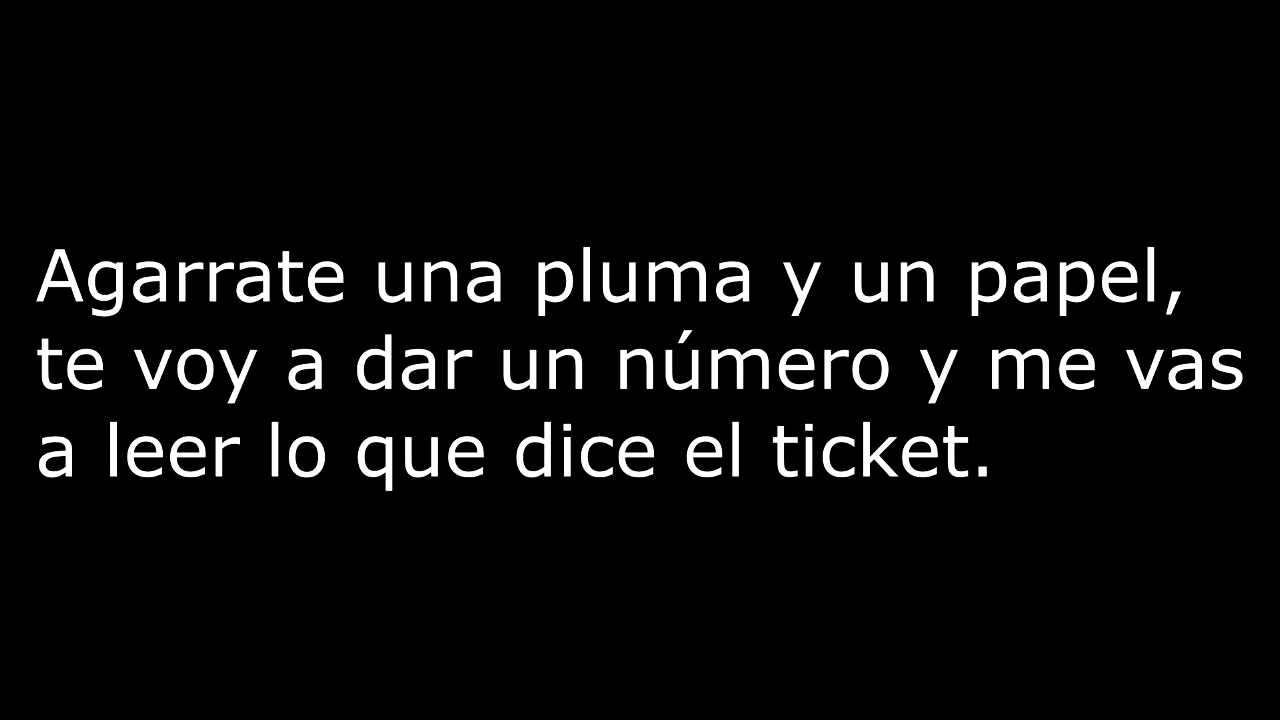 Agarrate una pluma y un papel,
te voy a dar un número y me vas
a leer lo que dice el ticket.